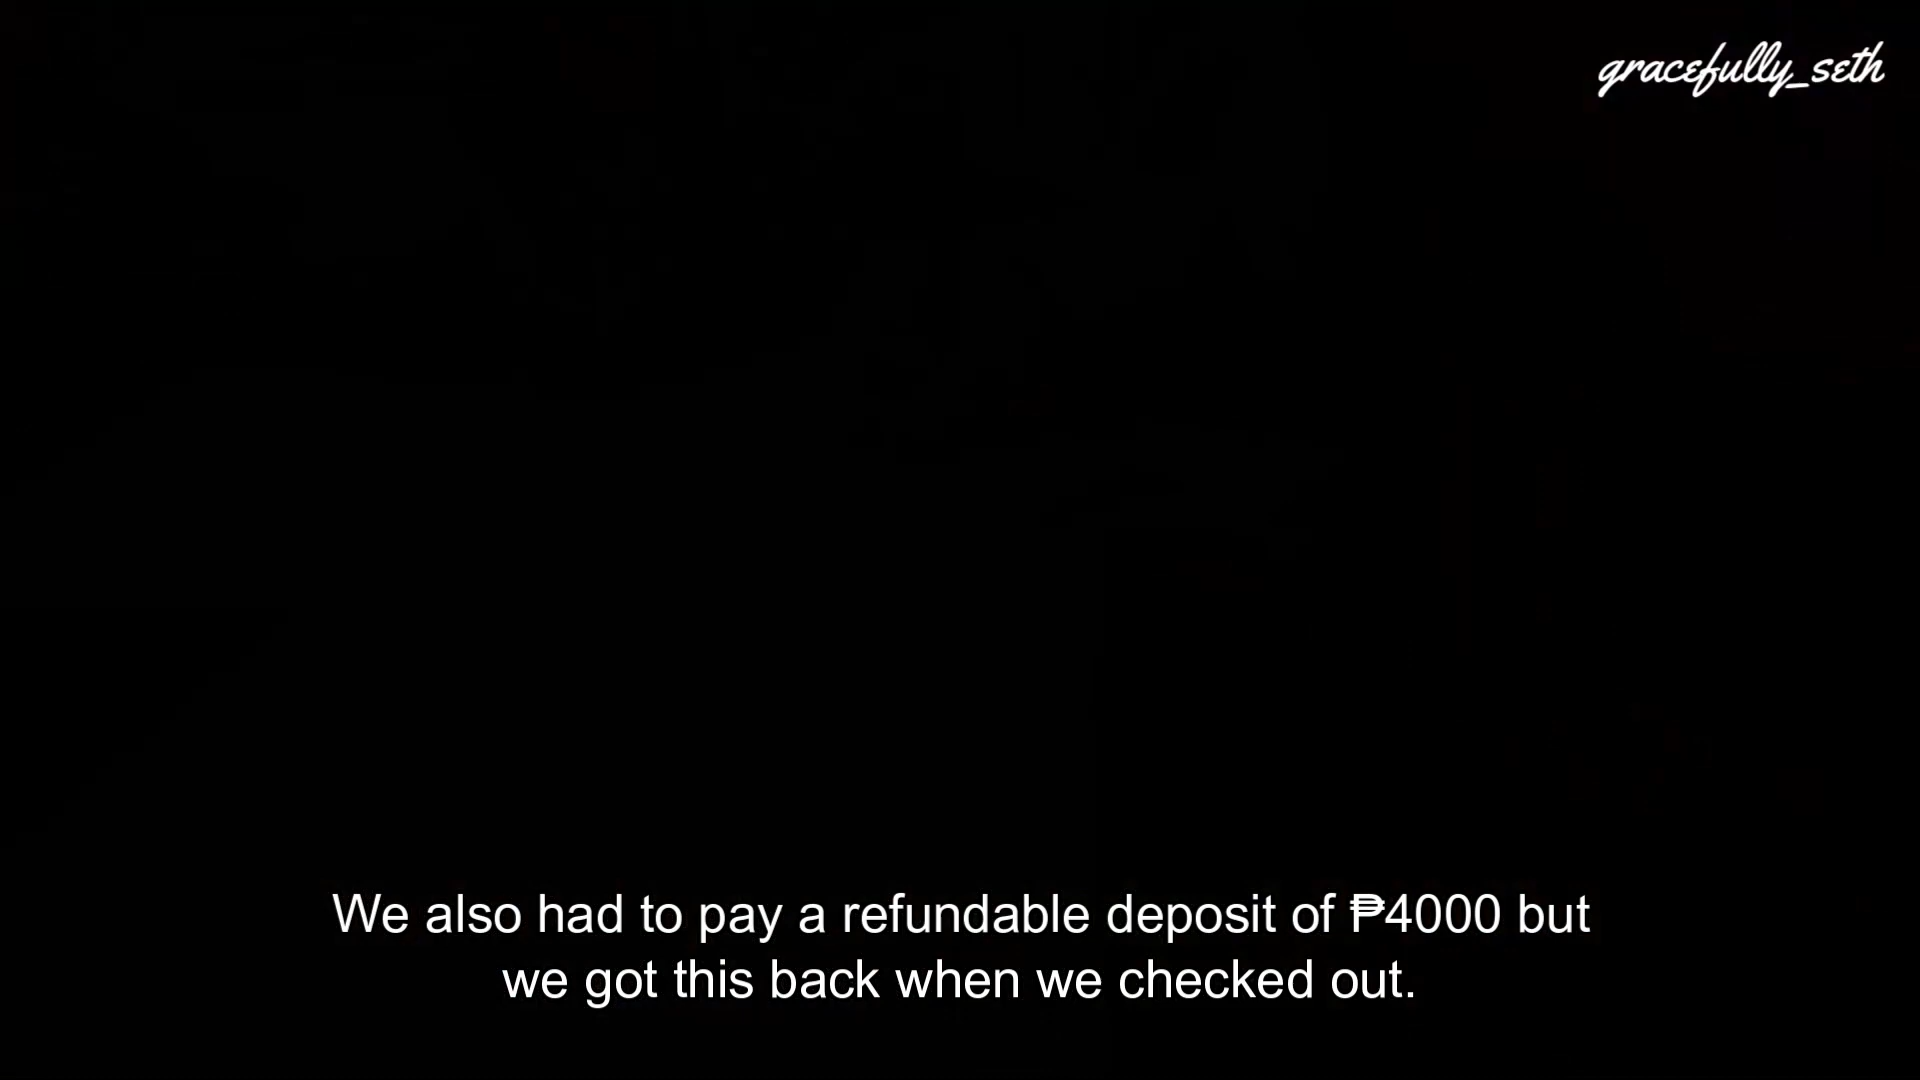 gracefully_seth
We also had to pay a refundable deposit of ₱4000 but
we got this back when we checked out.